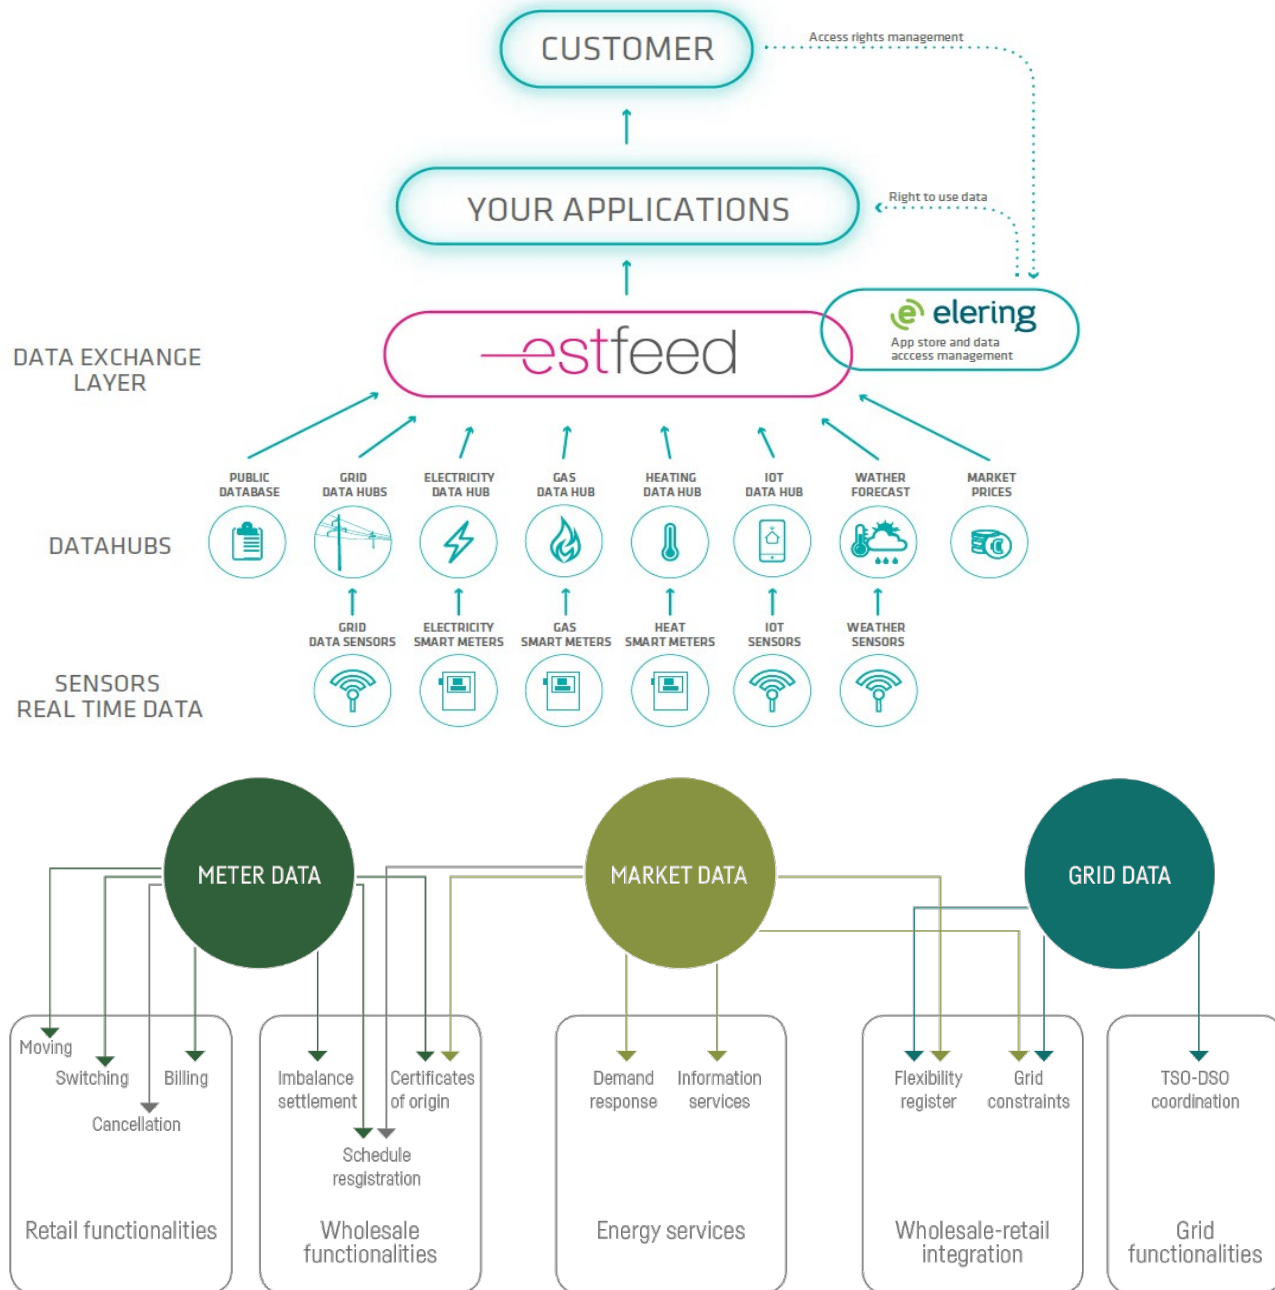 CUSTOMER
Access rights management
YOUR APPLICATIONS
Right to use data
DATA EXCHANGE
LAYER
estfeed
elering
App store and data
acccess management
PUBLIC
DATABASE
GRID
DATA HUBS
ELECTRICITY
DATA HUB
GAS
DATA HUB
HEATING
DATA HUB
IOT
DATA HUB
WATHER
FORECAST
MARKET
PRICES
DATAHUBS
GRID
DATA SENSORS
ELECTRICITY
SMART METERS
GAS
SMART METERS
HEAT
SMART METERS
IOT
SENSORS
WEATHER
SENSORS
SENSORS
REAL TIME DATA
METER DATA
MARKET DATA
GRID DATA
Moving
Switching
Billing
Cancellation
Retail functionalities
Imbalance
settlement
Certificates
of origin
Schedule
resgistration
Wholesale
functionalities
Demand
response
Information
services
Energy services
Flexibility
register
Grid
constraints
Wholesale-retail
integration
TSO-DSO
coordination
Grid
functionalities